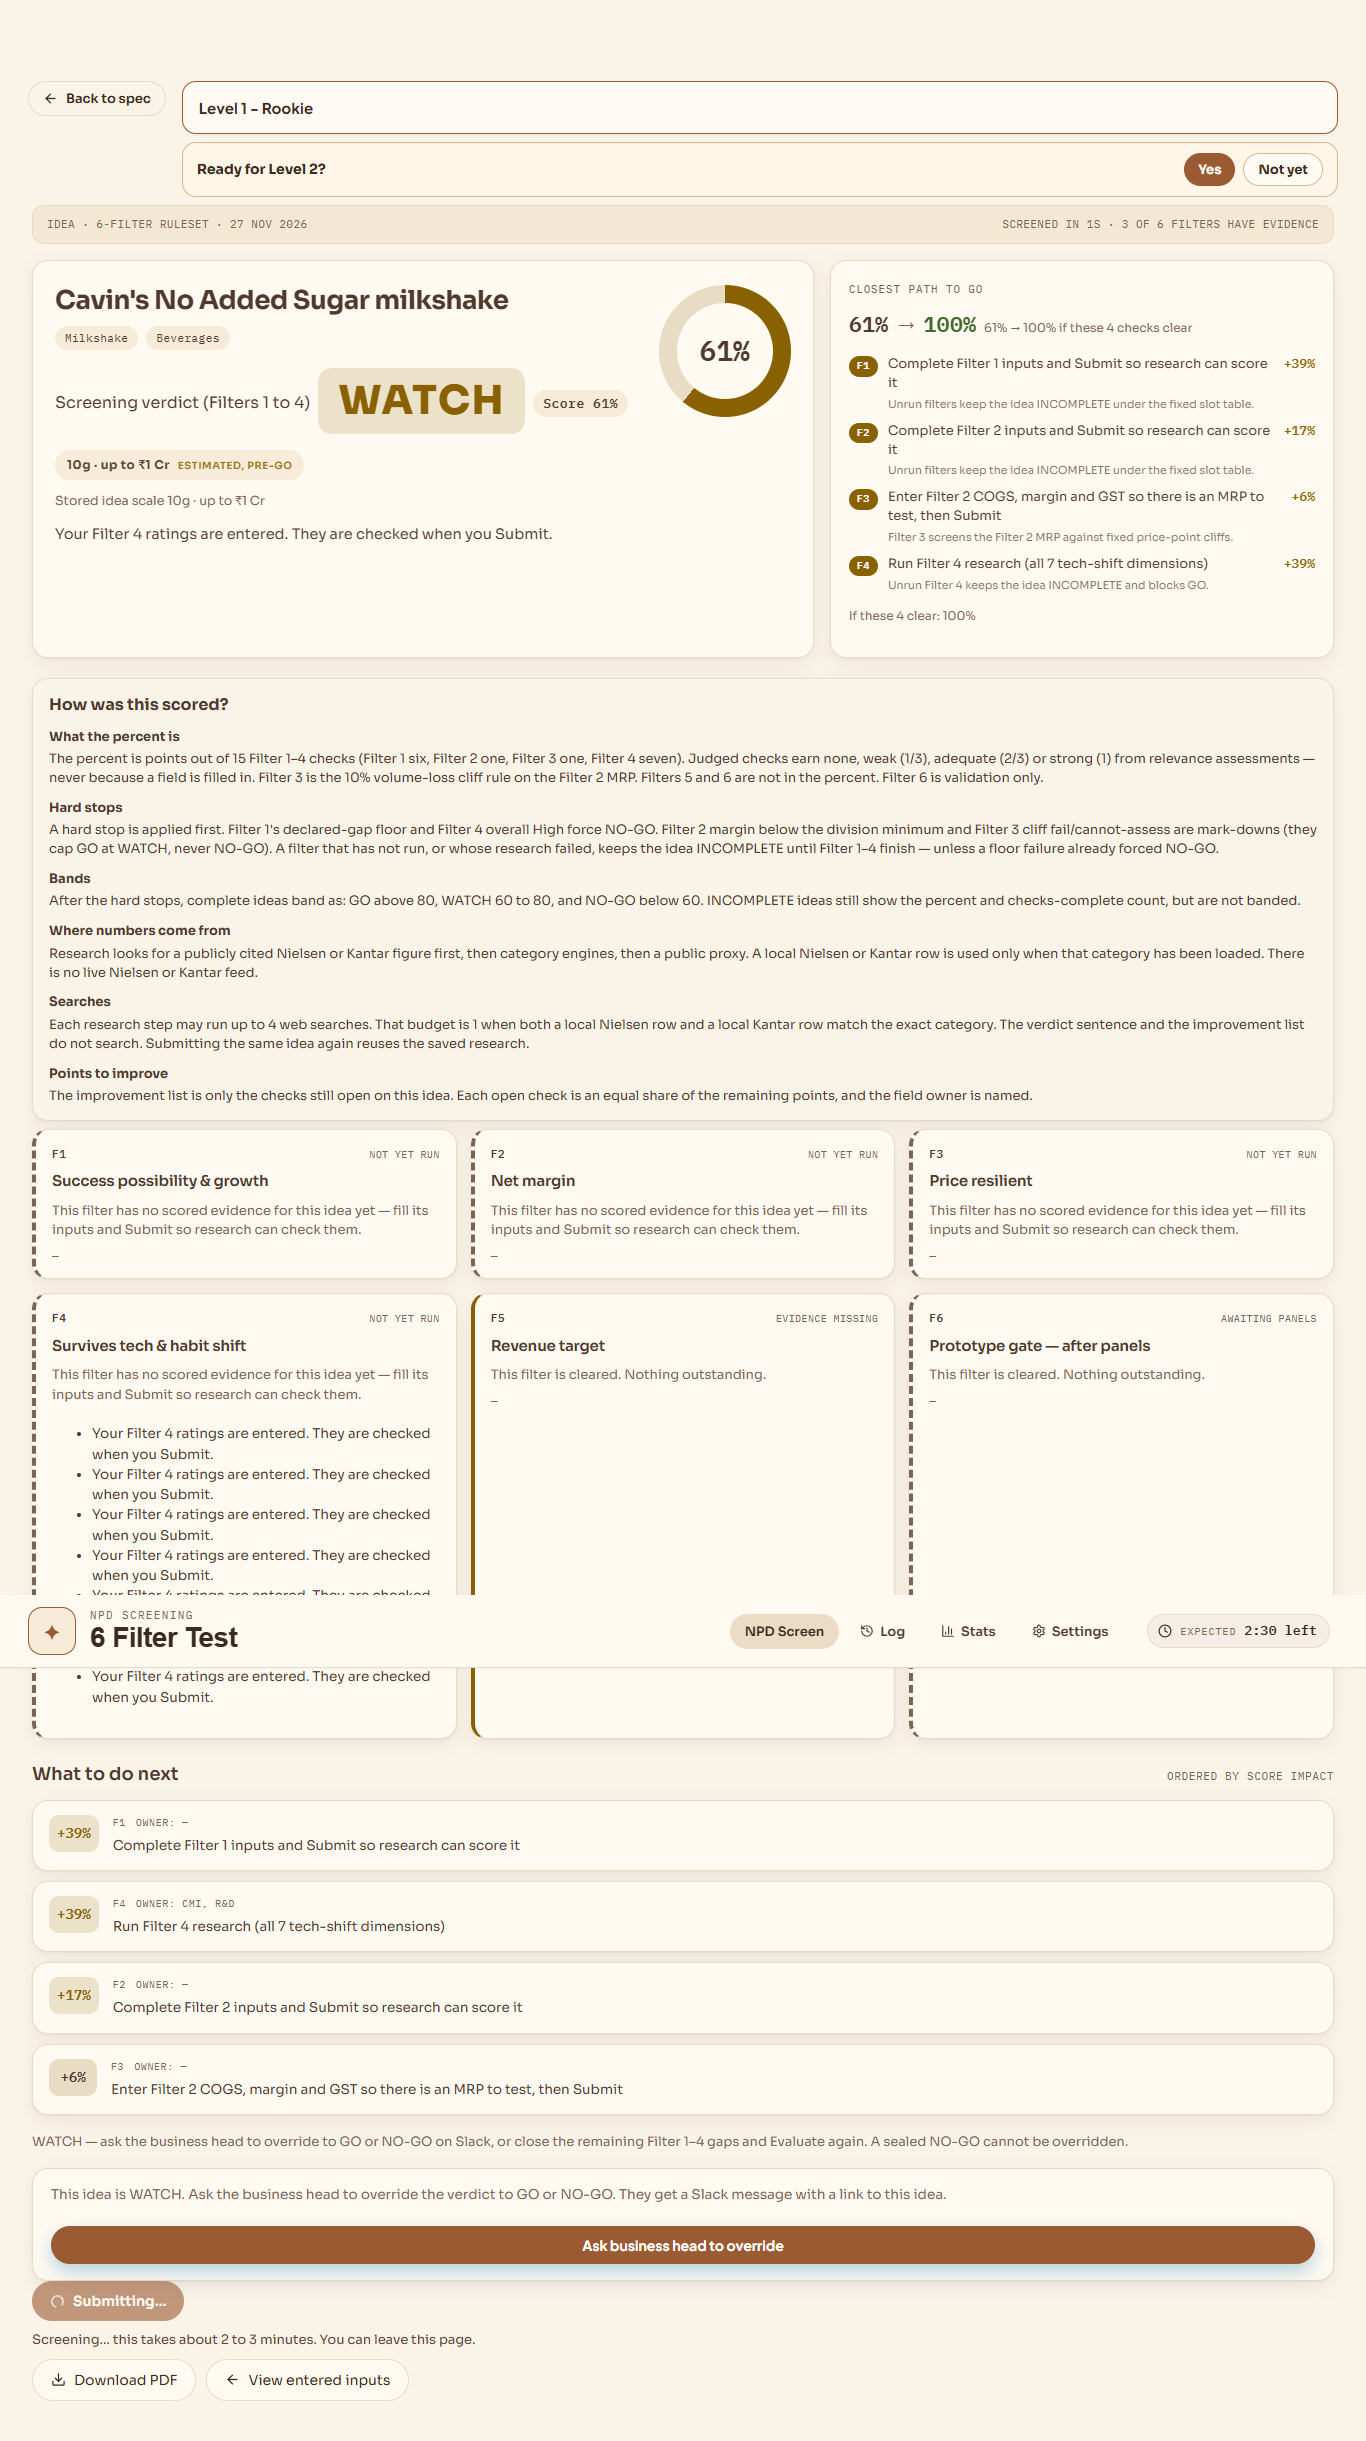 Back to spec
Level 1 - Rookie
Ready for Level 2?
Yes
Not yet
IDEA · 6-FILTER RULESET · 27 NOV 2026
SCREENED IN 1S · 3 OF 6 FILTERS HAVE EVIDENCE
Cavin's No Added Sugar milkshake
Milkshake
Beverages
Screening verdict (Filters 1 to 4)
WATCH
Score 61%
61%
10g · up to ₹1 Cr ESTIMATED, PRE-GO
Stored idea scale 10g · up to ₹1 Cr
Your Filter 4 ratings are entered. They are checked when you Submit.
CLOSEST PATH TO GO
61% → 100% 61% → 100% if these 4 checks clear
F1 Complete Filter 1 inputs and Submit so research can score +39%
it
Unrun filters keep the idea INCOMPLETE under the fixed slot table.
F2 Complete Filter 2 inputs and Submit so research can score +17%
it
Unrun filters keep the idea INCOMPLETE under the fixed slot table.
F3 Enter Filter 2 COGS, margin and GST so there is an MRP to +6%
test, then Submit
Filter 3 screens the Filter 2 MRP against fixed price-point cliffs.
F4 Run Filter 4 research (all 7 tech-shift dimensions) +39%
Unrun Filter 4 keeps the idea INCOMPLETE and blocks GO.
If these 4 clear: 100%
How was this scored?
What the percent is
The percent is points out of 15 Filter 1–4 checks (Filter 1 six, Filter 2 one, Filter 3 one, Filter 4 seven). Judged checks earn none, weak (1/3), adequate (2/3) or strong (1) from relevance assessments —
never because a field is filled in. Filter 3 is the 10% volume-loss cliff rule on the Filter 2 MRP. Filters 5 and 6 are not in the percent. Filter 6 is validation only.
Hard stops
A hard stop is applied first. Filter 1's declared-gap floor and Filter 4 overall High force NO-GO. Filter 2 margin below the division minimum and Filter 3 cliff fail/cannot-assess are mark-downs (they
cap GO at WATCH, never NO-GO). A filter that has not run, or whose research failed, keeps the idea INCOMPLETE until Filter 1–4 finish — unless a floor failure already forced NO-GO.
Bands
After the hard stops, complete ideas band as: GO above 80, WATCH 60 to 80, and NO-GO below 60. INCOMPLETE ideas still show the percent and checks-complete count, but are not banded.
Where numbers come from
Research looks for a publicly cited Nielsen or Kantar figure first, then category engines, then a public proxy. A local Nielsen or Kantar row is used only when that category has been loaded. There
is no live Nielsen or Kantar feed.
Searches
Each research step may run up to 4 web searches. That budget is 1 when both a local Nielsen row and a local Kantar row match the exact category. The verdict sentence and the improvement list
do not search. Submitting the same idea again reuses the saved research.
Points to improve
The improvement list is only the checks still open on this idea. Each open check is an equal share of the remaining points, and the field owner is named.
F1 NOT YET RUN
Success possibility & growth
This filter has no scored evidence for this idea yet — fill its
inputs and Submit so research can check them.
—
F2 NOT YET RUN
Net margin
This filter has no scored evidence for this idea yet — fill its
inputs and Submit so research can check them.
—
F3 NOT YET RUN
Price resilient
This filter has no scored evidence for this idea yet — fill its
inputs and Submit so research can check them.
—
F4 NOT YET RUN
Survives tech & habit shift
This filter has no scored evidence for this idea yet — fill its
inputs and Submit so research can check them.
• Your Filter 4 ratings are entered. They are checked
when you Submit.
• Your Filter 4 ratings are entered. They are checked
when you Submit.
• Your Filter 4 ratings are entered. They are checked
when you Submit.
• Your Filter 4 ratings are entered. They are checked
when you Submit.
• Your Filter 4 ratings are entered. They are checked
F5 EVIDENCE MISSING
Revenue target
This filter is cleared. Nothing outstanding.
—
F6 AWAITING PANELS
Prototype gate — after panels
This filter is cleared. Nothing outstanding.
—
NPD SCREENING
6 Filter Test
NPD Screen
Log
Stats
Settings
EXPECTED 2:30 left
• Your Filter 4 ratings are entered. They are checked
when you Submit.
What to do next
ORDERED BY SCORE IMPACT
+39%
F1 OWNER: —
Complete Filter 1 inputs and Submit so research can score it
+39%
F4 OWNER: CMI, R&D
Run Filter 4 research (all 7 tech-shift dimensions)
+17%
F2 OWNER: —
Complete Filter 2 inputs and Submit so research can score it
+6%
F3 OWNER: —
Enter Filter 2 COGS, margin and GST so there is an MRP to test, then Submit
WATCH — ask the business head to override to GO or NO-GO on Slack, or close the remaining Filter 1–4 gaps and Evaluate again. A sealed NO-GO cannot be overridden.
This idea is WATCH. Ask the business head to override the verdict to GO or NO-GO. They get a Slack message with a link to this idea.
Ask business head to override
Submitting...
Screening... this takes about 2 to 3 minutes. You can leave this page.
Download PDF
View entered inputs